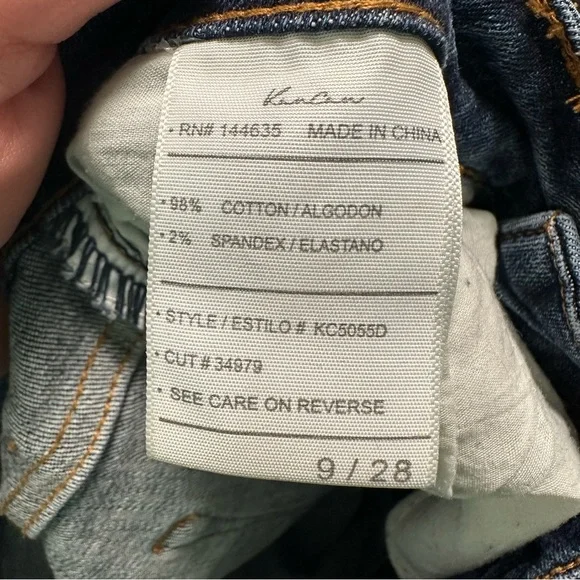 KanCan
• RN# 144635 MADE IN CHINA
• 98% COTTON / ALGODON
• 2% SPANDEX / ELASTANO
• STYLE / ESTILO # KC5055D
• CUT # 34979
• SEE CARE ON REVERSE
9 / 28